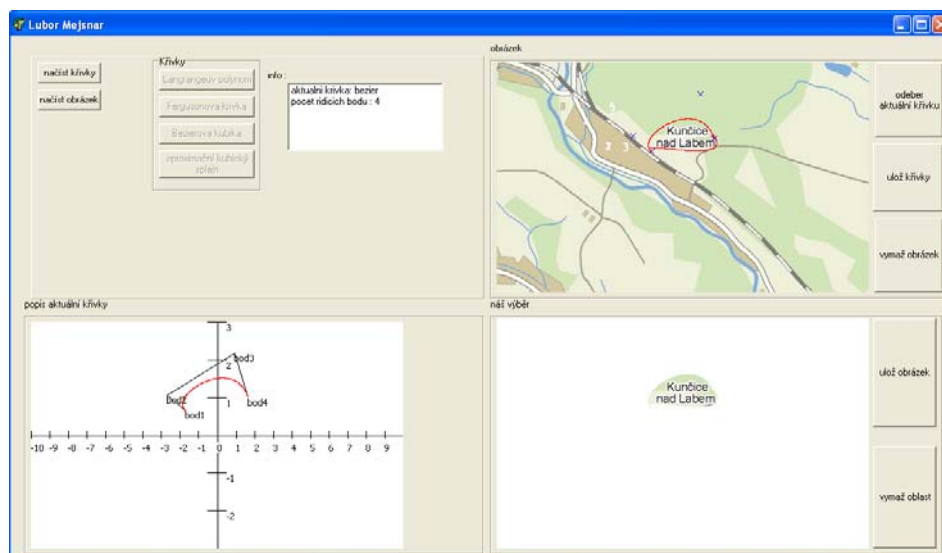 Lubor Mejsnar
načíst křivky
načíst obrázek
Křivky
Langrangeův polynom
Fergusonova křivka
Bezierova kubika
aproximační kubický
splajn
info :
aktualni krivka: bezier
pocet ridicich bodu : 4
obrázek
Kunčice
nad Labem
2 3
odeber
aktuální křivku
ulož křivky
vymaž obrázek
popis aktuální křivky
3
2
1
-1
-2
bod3
bod2
bod1
bod4
-10 -9 -8 -7 -6 -5 -4 -3 -2 -1 0 1 2 3 4 5 6 7 8 9
náš výběr
Kunčice
nad Labem
ulož obrázek
vymaž oblast